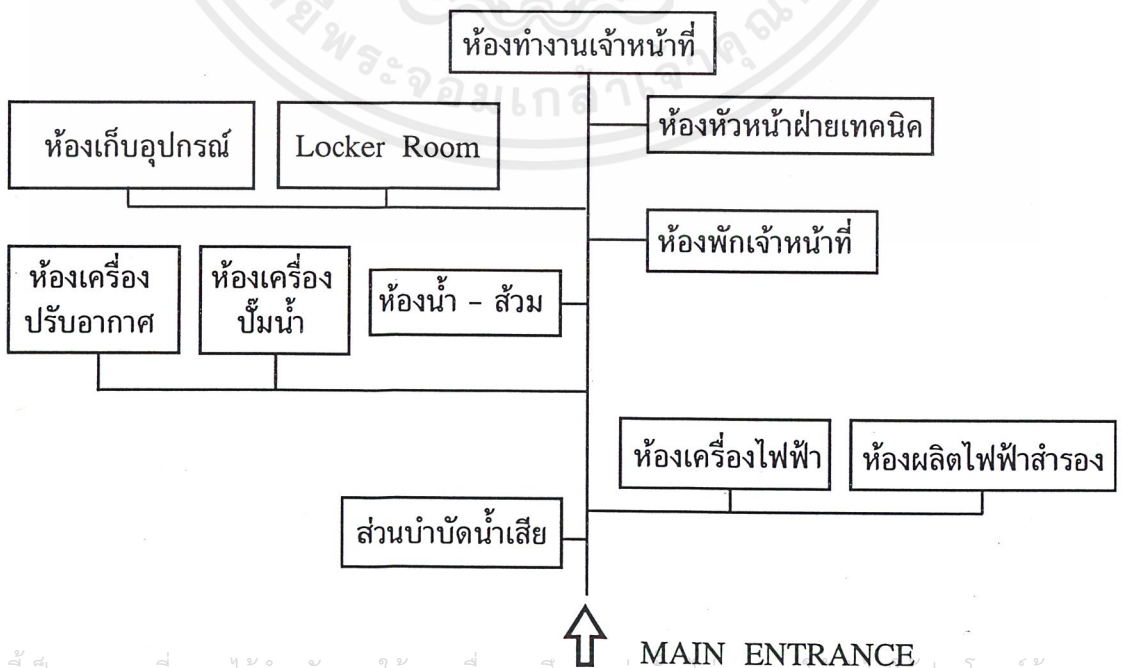 ห้องทำงานเจ้าหน้าที่
ห้องหัวหน้าฝ่ายเทคนิค
ห้องเก็บอุปกรณ์
Locker Room
ห้องพักเจ้าหน้าที่
ห้องเครื่อง
ปรับอากาศ
ห้องเครื่อง
ปั๊มน้ำ
ห้องน้ำ - ส้วม
ห้องเครื่องไฟฟ้า
ห้องผลิตไฟฟ้าสำรอง
ส่วนบำบัดน้ำเสีย
MAIN ENTRANCE